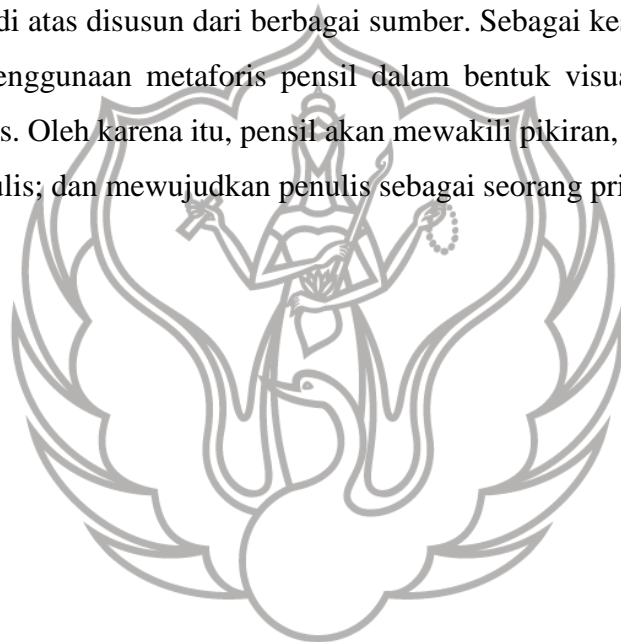 di atas disusun dari berbagai sumber. Sebagai
enggunaan metaforis pensil dalam bentuk
s. Oleh karena itu, pensil akan mewakili pikiran,
ulis; dan mewujudkan penulis sebagai seorang